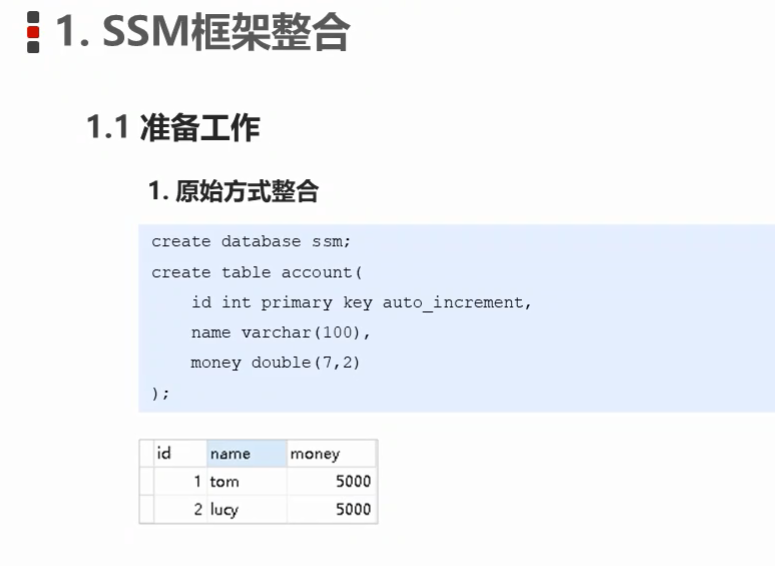 1. SSM框架整合
1.1 准备工作
1. 原始方式整合
create database ssm;
create table account(
id int primary key auto_increment,
name varchar(100),
money double(7,2)
);
id name money
1 tom 5000
2 lucy 5000